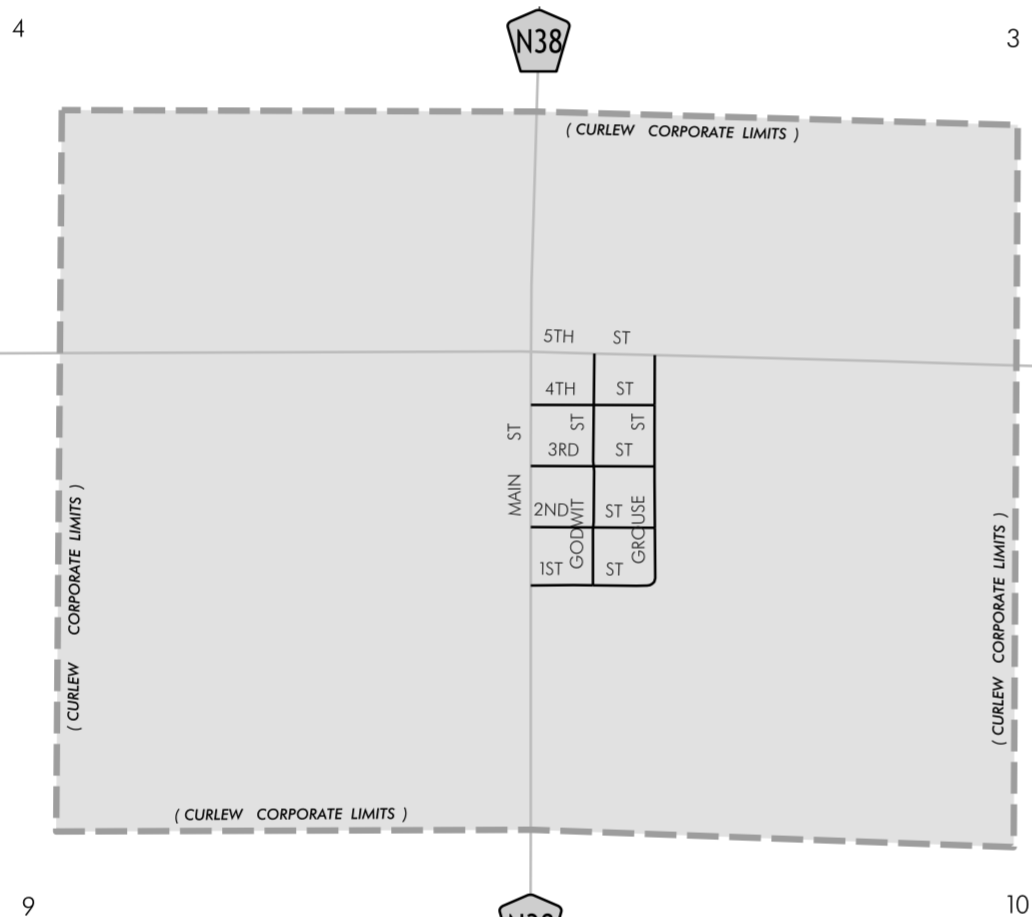 4
N38
3
( CURLEW CORPORATE LIMITS )
5TH ST
4TH ST
MAIN ST
GODWIT ST
GROUSE ST
3RD ST
2ND ST
1ST ST
( CURLEW CORPORATE LIMITS )
( CURLEW CORPORATE LIMITS )
( CURLEW CORPORATE LIMITS )
9
10